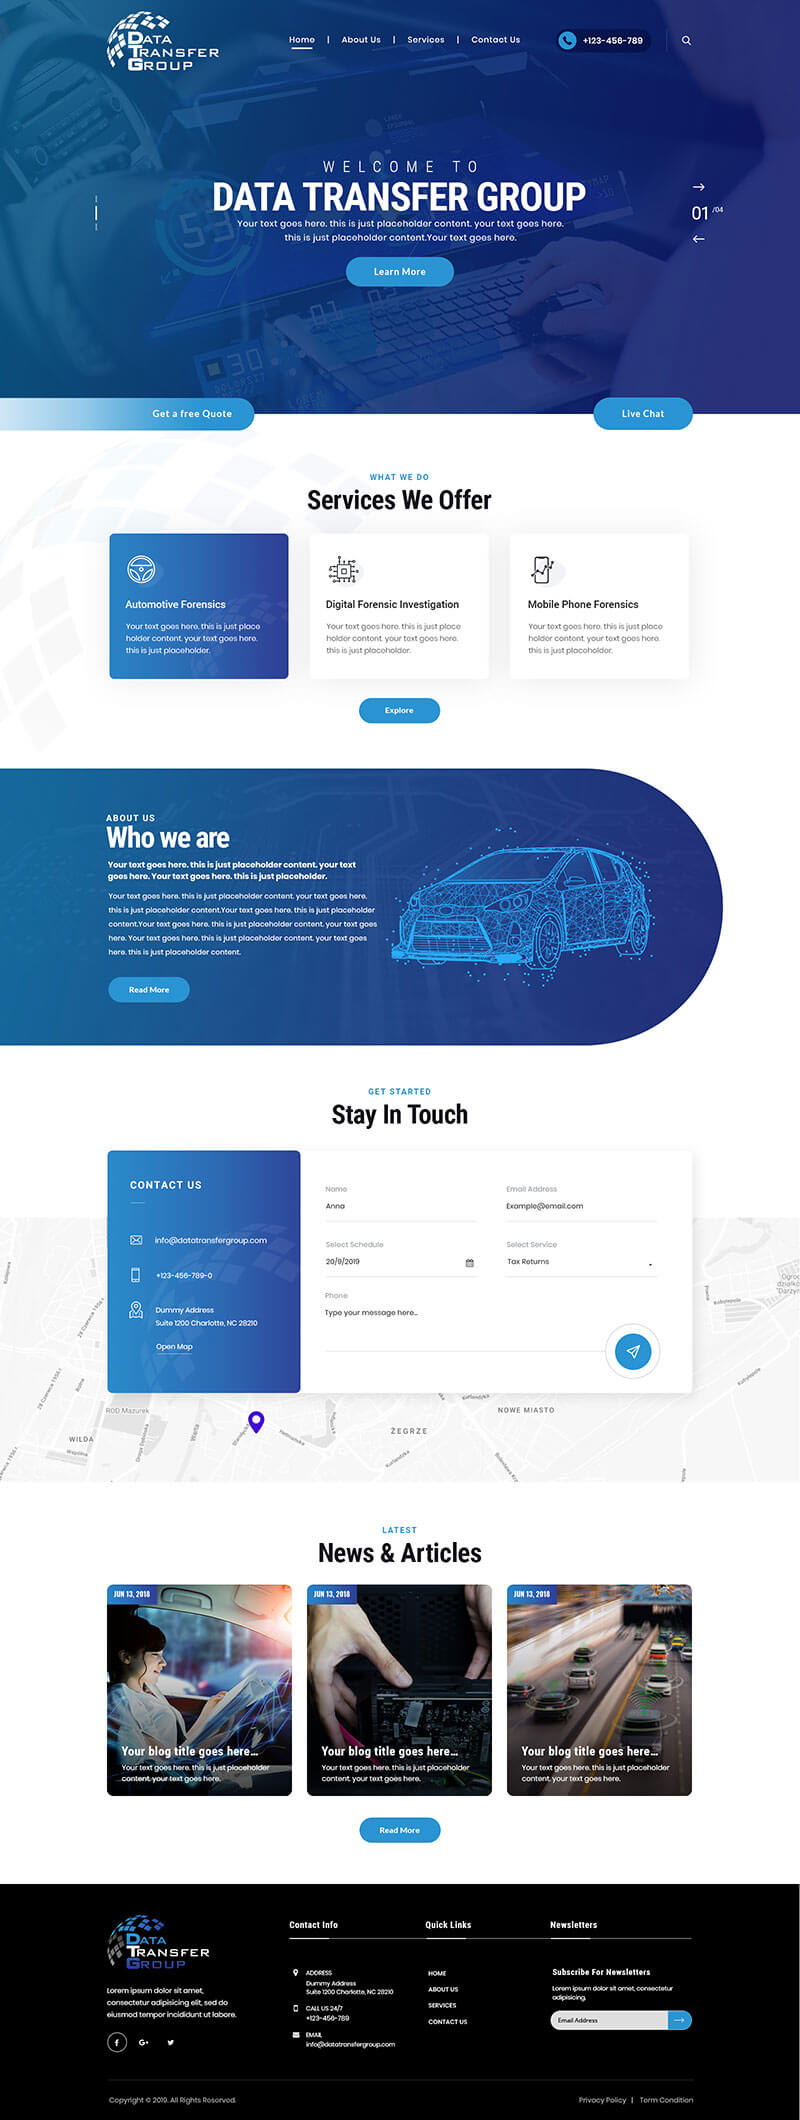 DATA
TRANSFER
GROUP
Home | About Us | Services | Contact Us
+123-456-789
WELCOME TO
DATA TRANSFER GROUP
Your text goes here. this is just placeholder content. your text goes here.
this is just placeholder content.Your text goes here.
Learn More
01 /04
53
30
Get a free Quote
Live Chat
WHAT WE DO
Services We Offer
Automotive Forensics
Your text goes here. this is just place
holder content. your text goes here.
this is just placeholder.
Digital Forensic Investigation
Your text goes here. this is just place
holder content. your text goes here.
this is just placeholder.
Mobile Phone Forensics
Your text goes here. this is just place
holder content. your text goes here.
this is just placeholder.
Explore
ABOUT US
Who we are
Your text goes here. this is just placeholder content. your text
goes here. Your text goes here. this is just placeholder.
Your text goes here. this is just placeholder content. your text goes here.
this is just placeholder content.Your text goes here. this is just placeholder
content.Your text goes here. this is just placeholder content. your text goes
here. Your text goes here. this is just placeholder content. your text goes
here. this is just placeholder content.
Read More
GET STARTED
Stay In Touch
CONTACT US
info@datatransfergroup.com
+123-456-789-0
Dummy Address
Suite 1200 Charlotte, NC 28210
Open Map
Name
Anna
Email Address
Example@email.com
Select Schedule
20/9/2019
Select Service
Tax Returns
Phone
Type your message here...
ROD Mazurek
WILDA
ŻEGRZE
NOWE MIASTO
LATEST
News & Articles
JUN 13, 2018
Your blog title goes here...
Your text goes here. this is just placeholder
content. your text goes here.
JUN 13, 2018
Your blog title goes here...
Your text goes here. this is just placeholder
content. your text goes here.
JUN 13, 2018
Your blog title goes here...
Your text goes here. this is just placeholder
content. your text goes here.
Read More
DATA
TRANSFER
GROUP
Lorem ipsum dolor sit amet,
consectetur adipisicing elit, sed do
eiusmod tempor incididunt ut labore.
Contact Info
ADDRESS
Dummy Address
Suite 1200 Charlotte, NC 28210
CALL US 24/7
+123-456-789
EMAIL
info@datatransfergroup.com
Quick Links
HOME
ABOUT US
SERVICES
CONTACT US
Newsletters
Subscribe For Newsletters
Lorem ipsum dolor sit amet, consectetur
adipisicing,
Email Address
Copyright © 2019. All Rights Reserved.
Privacy Policy | Term Condition